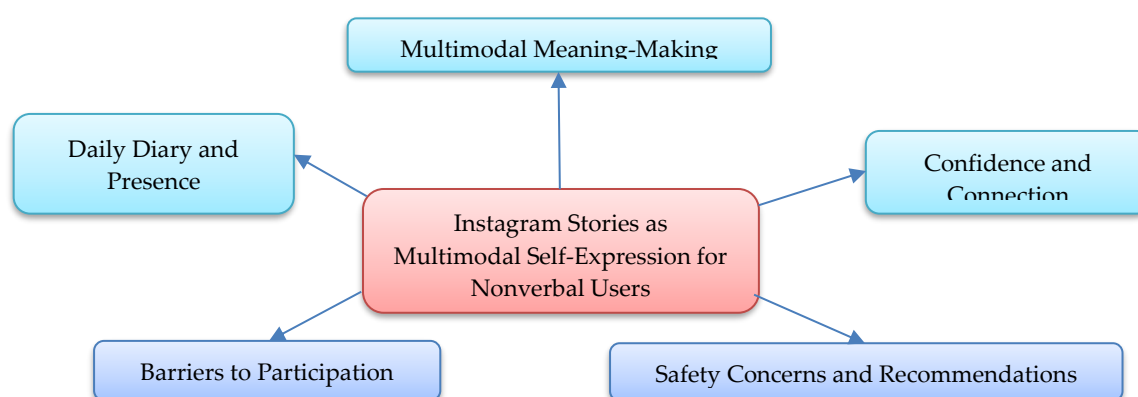 Multimodal Meaning-Making
Daily Diary and
Presence
Confidence and
Connection
Instagram Stories as
Multimodal Self-Expression for
Nonverbal Users
Barriers to Participation
Safety Concerns and Recommendations